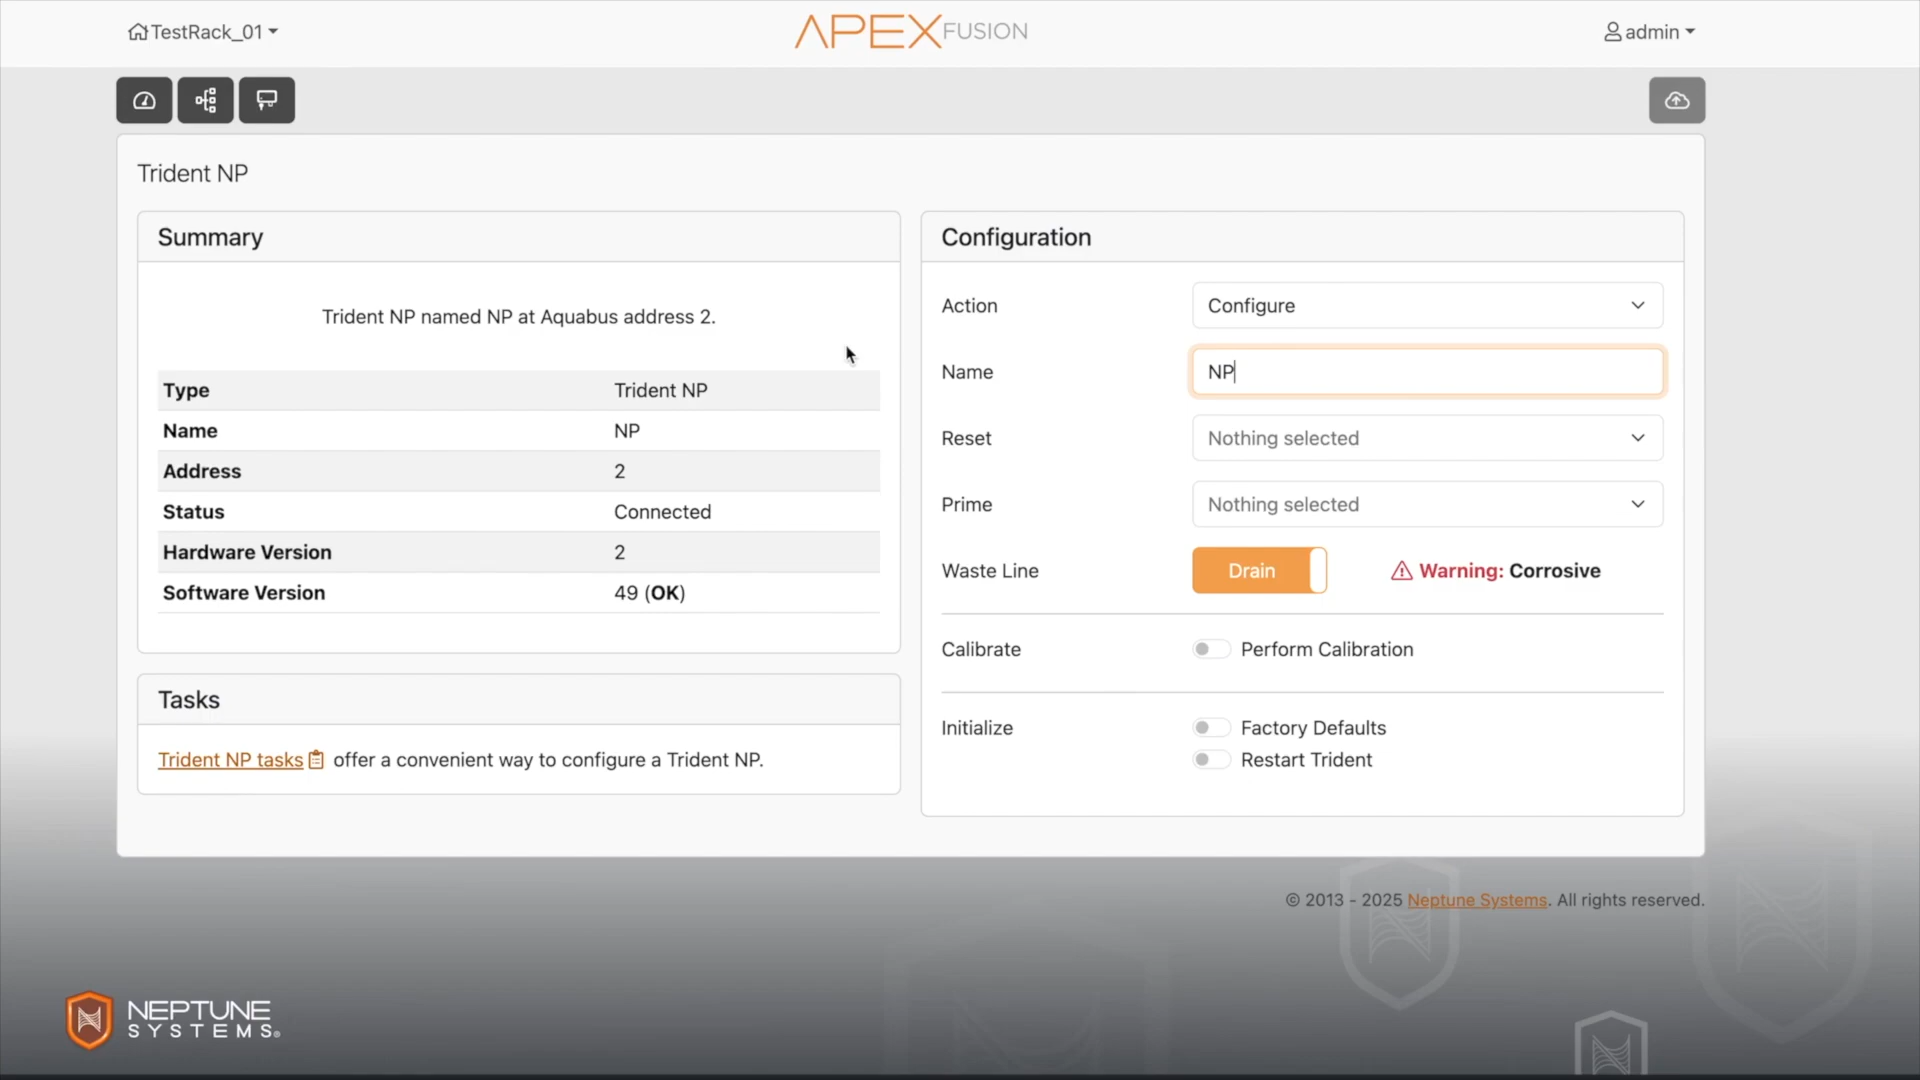 TestRack_01
APEX FUSION
admin
Trident NP
Summary
Trident NP named NP at Aquabus address 2.
Type Trident NP
Name NP
Address 2
Status Connected
Hardware Version 2
Software Version 49 (OK)
Tasks
Trident NP tasks offer a convenient way to configure a Trident NP.
Configuration
Action Configure
Name NP
Reset Nothing selected
Prime Nothing selected
Waste Line Drain Warning: Corrosive
Calibrate Perform Calibration
Initialize Factory Defaults
Restart Trident
© 2013 - 2025 Neptune Systems. All rights reserved.
NEPTUNE
SYSTEMS®